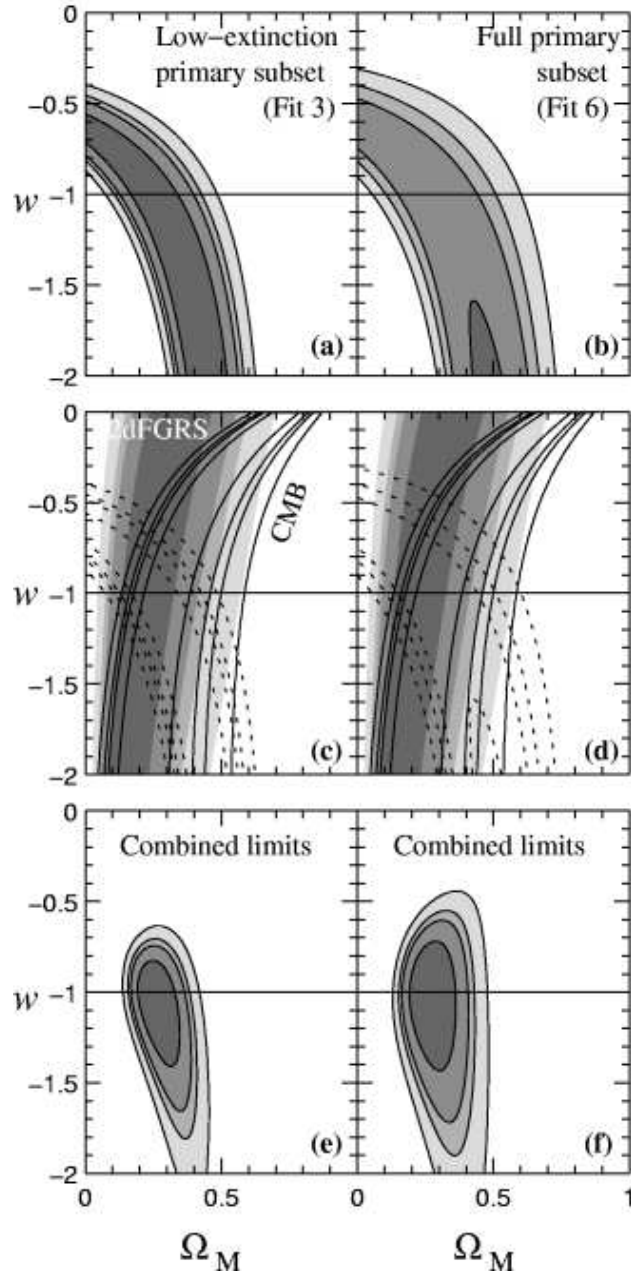 0
Low−extinction
primary subset
(Fit 3)
Full primary
subset
(Fit 6)
−0.5
w
−1
−1.5
(a)
(b)
−2
0
2dFGRS
−0.5
CMB
w
−1
−1.5
(c)
(d)
−2
0
Combined limits
Combined limits
−0.5
w
−1
−1.5
(e)
(f)
−2
0
0.5
0
0.5
1
Ω M
Ω M